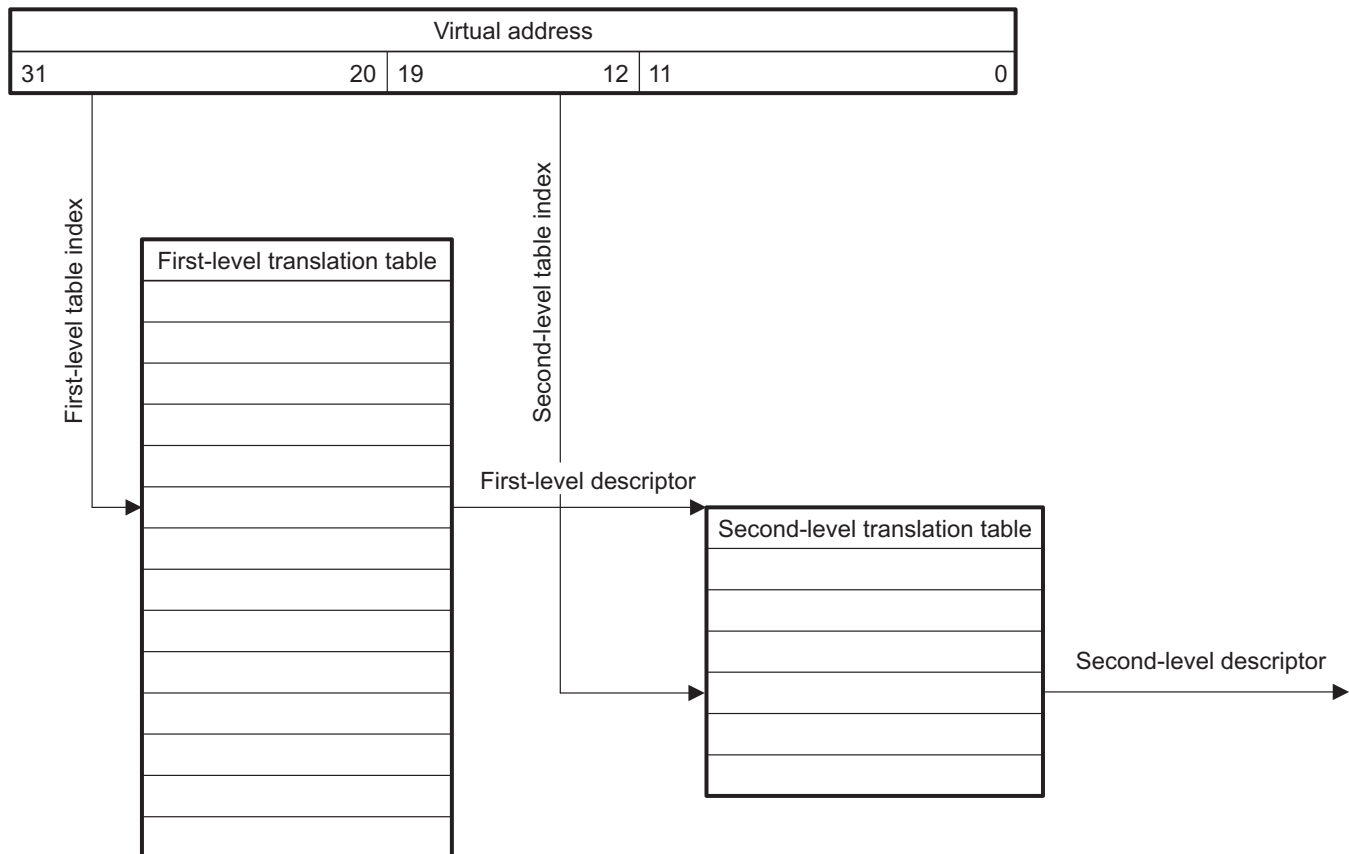 Virtual address
31 20 19 12 11 0
First-level table index
Second-level table index
First-level translation table
First-level descriptor
Second-level translation table
Second-level descriptor